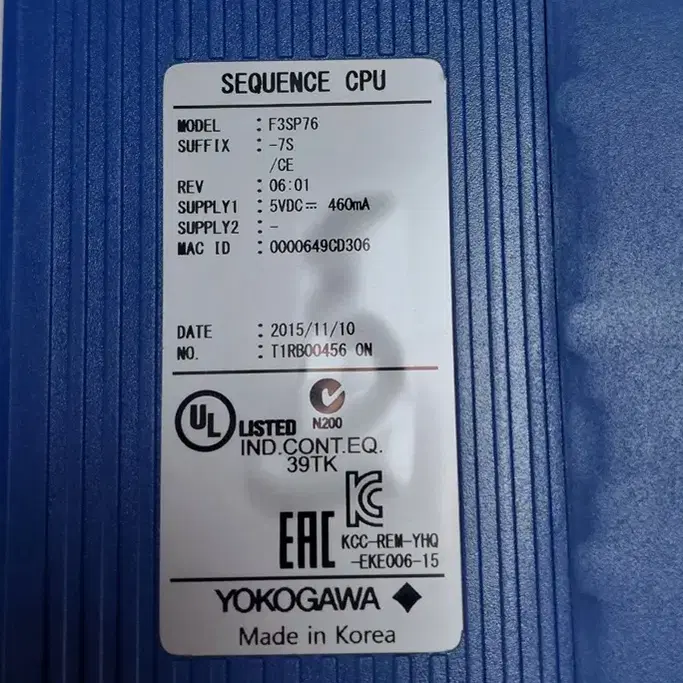 SEQUENCE CPU
MODEL : F3SP76
SUFFIX : -7S
/CE
REV : 06:01
SUPPLY1 : 5VDC⎓ 460mA
SUPPLY2 : -
MAC ID : 0000649CD306
DATE : 2015/11/10
NO. : T1RB00456 ON
UL LISTED
N200
IND.CONT.EQ.
39TK
EAC
KCC-REM-YHQ
-EKE006-15
YOKOGAWA
Made in Korea